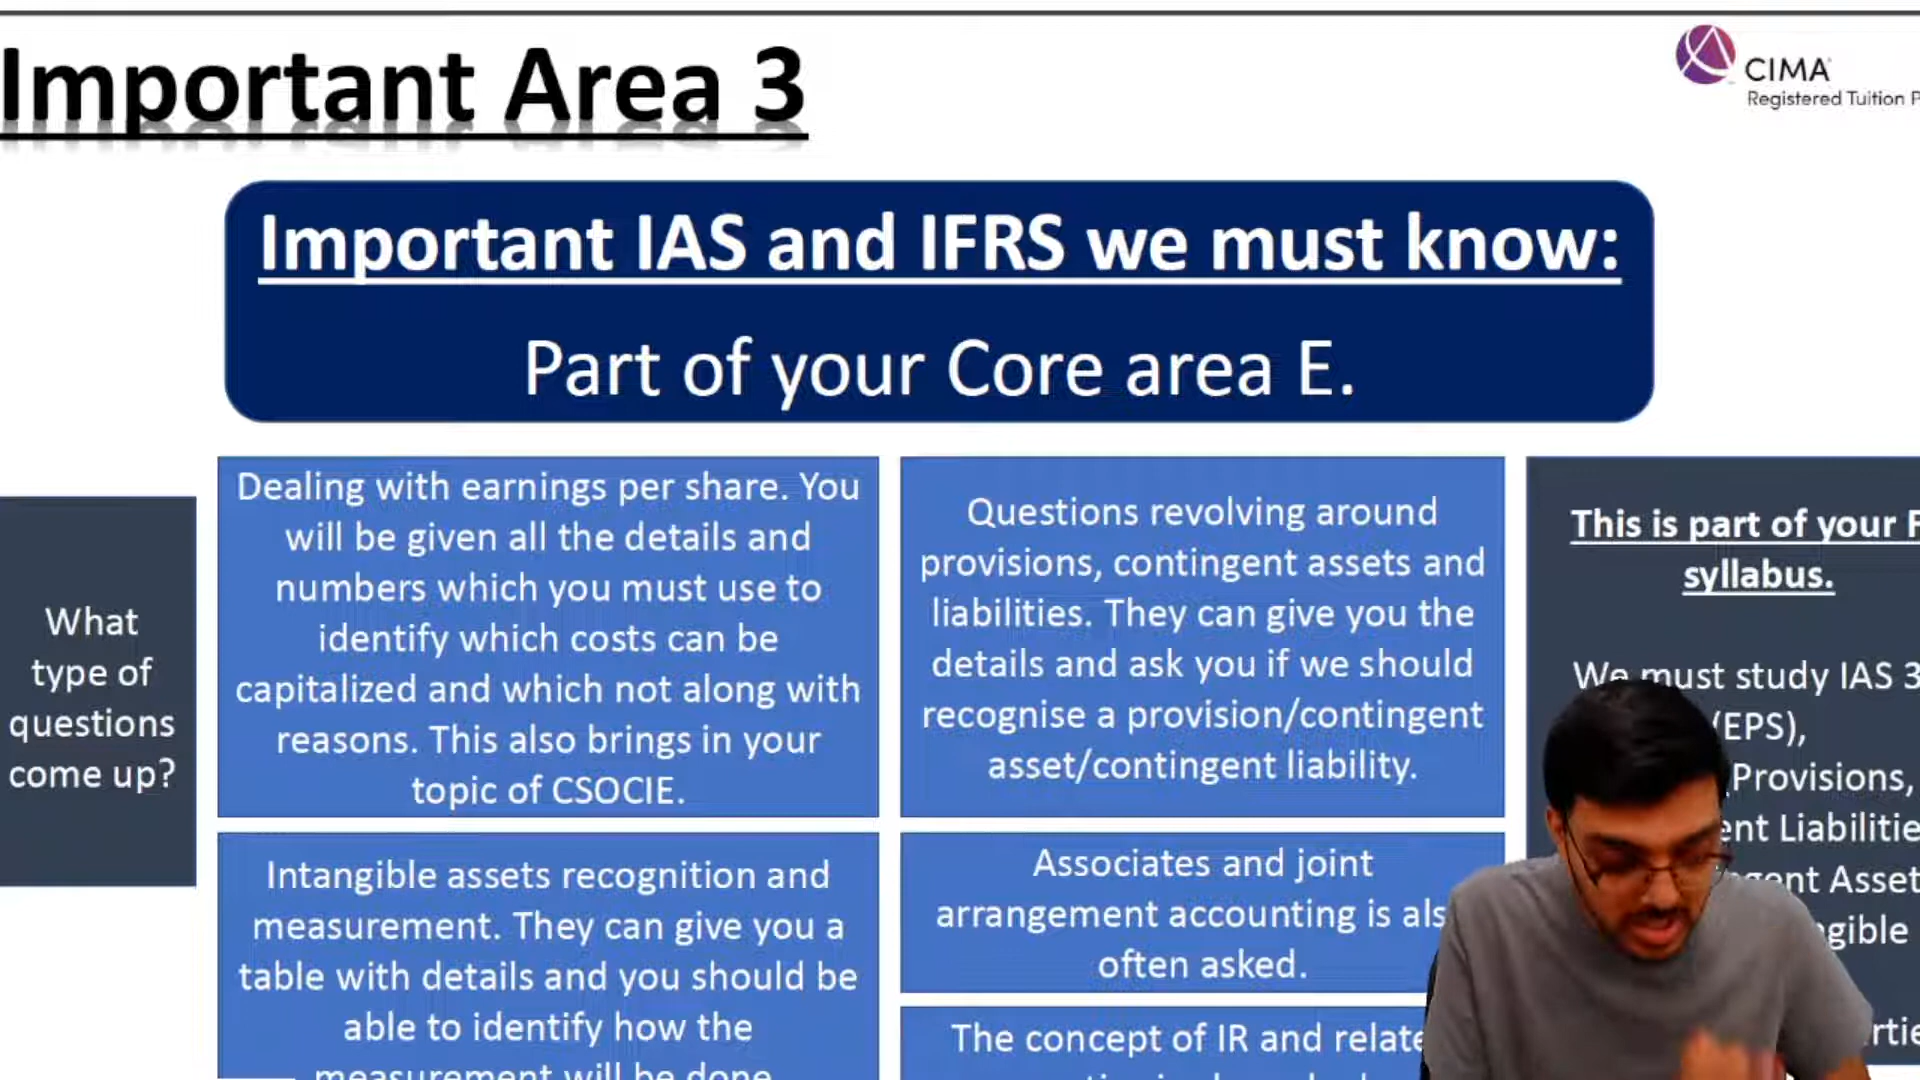 Important Area 3
CIMA
Registered Tuition P
Important IAS and IFRS we must know:
Part of your Core area E.
What
type of
questions
come up?
Dealing with earnings per share. You
will be given all the details and
numbers which you must use to
identify which costs can be
capitalized and which not along with
reasons. This also brings in your
topic of CSOCIE.
Intangible assets recognition and
measurement. They can give you a
table with details and you should be
able to identify how the
measurement will be done
Questions revolving around
provisions, contingent assets and
liabilities. They can give you the
details and ask you if we should
recognise a provision/contingent
asset/contingent liability.
Associates and joint
arrangement accounting is als
often asked.
The concept of IR and relate
This is part of your F
syllabus.
We must study IAS 3
(EPS),
(Provisions,
ent Liabilitie
ngent Asset
gible
rtie